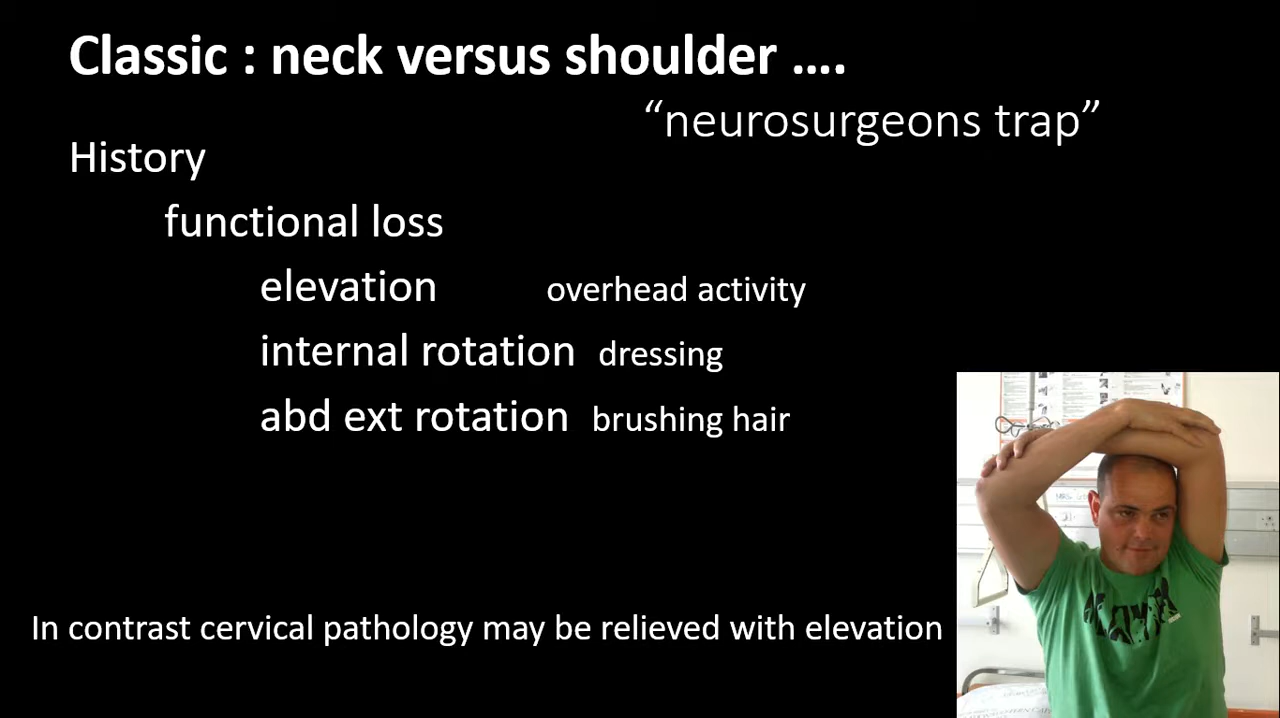 Classic : neck versus shoulder ….
“neurosurgeons trap”
History
functional loss
elevation overhead activity
internal rotation dressing
abd ext rotation brushing hair
In contrast cervical pathology may be relieved with elevation